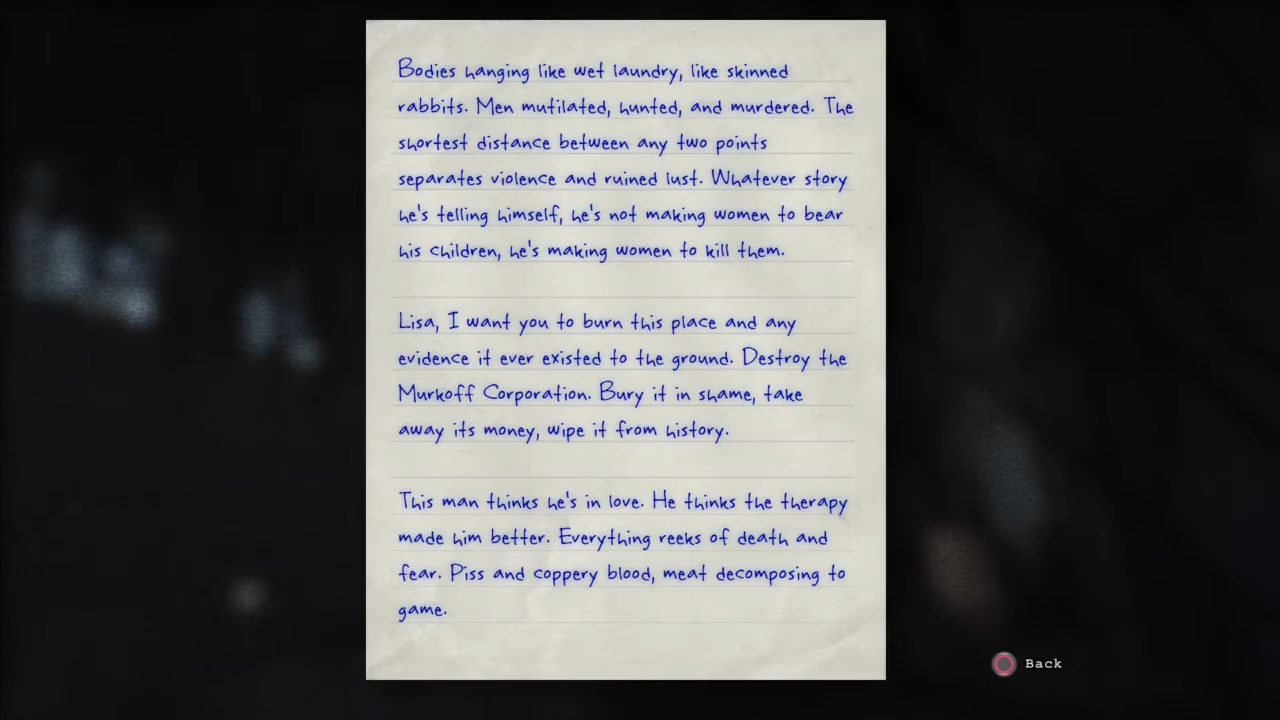 Bodies hanging like wet laundry, like skinned
rabbits. Men mutilated, hunted, and murdered. The
shortest distance between any two points
separates violence and ruined lust. Whatever story
he's telling himself, he's not making women to bear
his children, he's making women to kill them.
Lisa, I want you to burn this place and any
evidence it ever existed to the ground. Destroy the
Murkoff Corporation. Bury it in shame, take
away its money, wipe it from history.
This man thinks he's in love. He thinks the therapy
made him better. Everything reeks of death and
fear. Piss and coppery blood, meat decomposing to
game.
Back